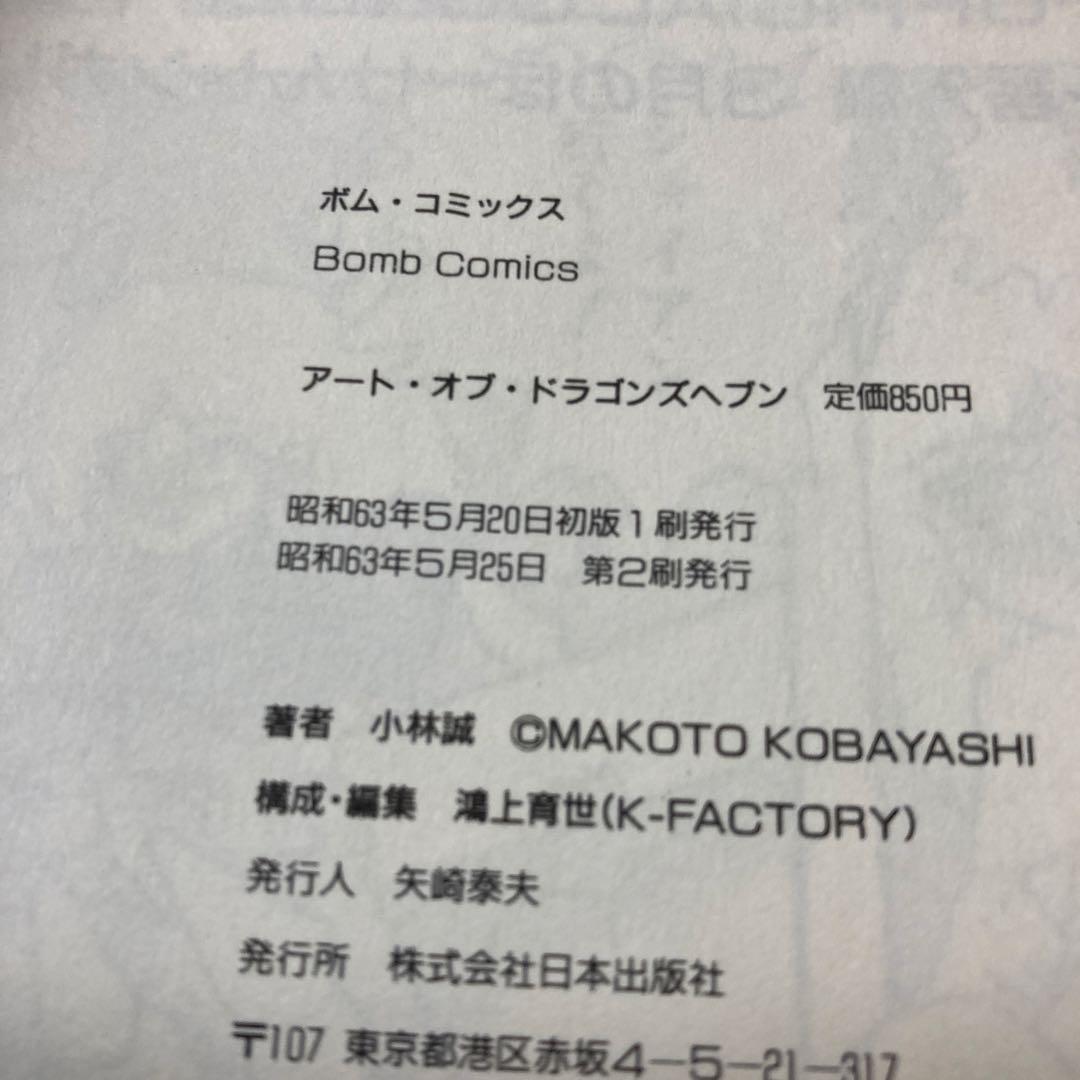 ボム・コミックス
Bomb Comics
アート・オブ・ドラゴンズヘブン　定価850円
昭和63年5月20日初版1刷発行
昭和63年5月25日　第2刷発行
著者　小林誠　©MAKOTO KOBAYASHI
構成・編集　鴻上育世(K-FACTORY)
発行人　矢崎泰夫
発行所　株式会社日本出版社
〒107 東京都港区赤坂4-5-21-317